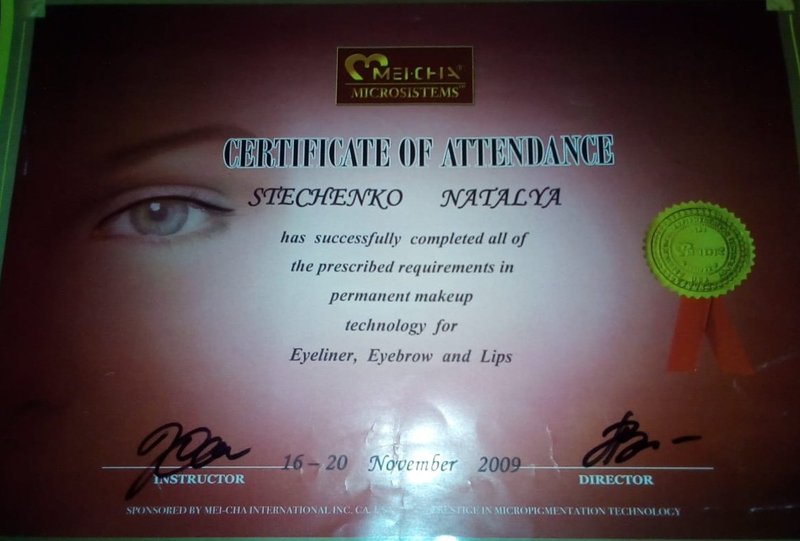 MEI-CHA®
MICROSISTEMS
CERTIFICATE OF ATTENDANCE
STECHENKO NATALYA
has successfully completed all of
the prescribed requirements in
permanent makeup
technology for
Eyeliner, Eyebrow and Lips
16 – 20 November 2009
INSTRUCTOR
DIRECTOR
SPONSORED BY MEI-CHA INTERNATIONAL INC. CA. IN MICROPIGMENTATION TECHNOLOGY